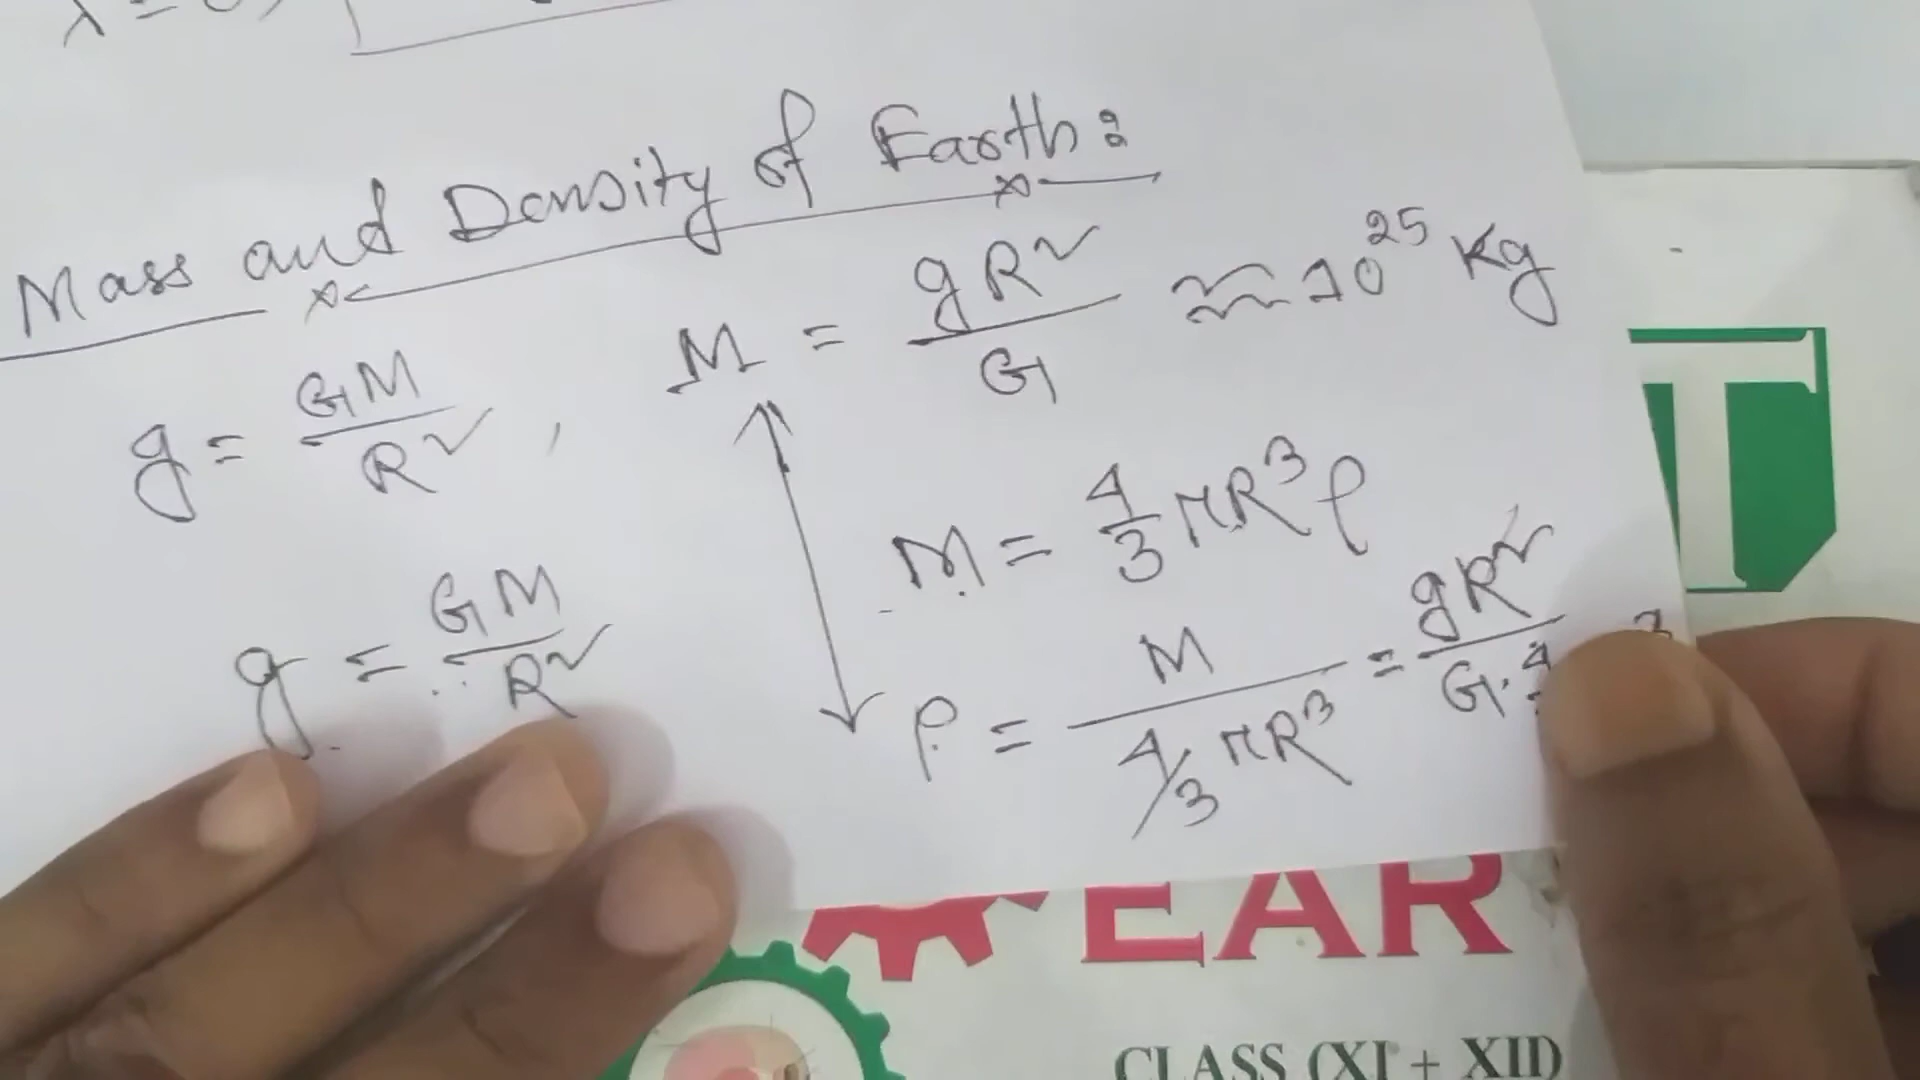 Mass and Density of Earth:
g = GM/R², M = gR²/G ≈ 10²⁵ Kg
M = 4/3 πR³ρ
g = GM/R²
ρ = M / 4/3 πR³ = gR² / G. 4
EAR
CLASS (XI + XII)